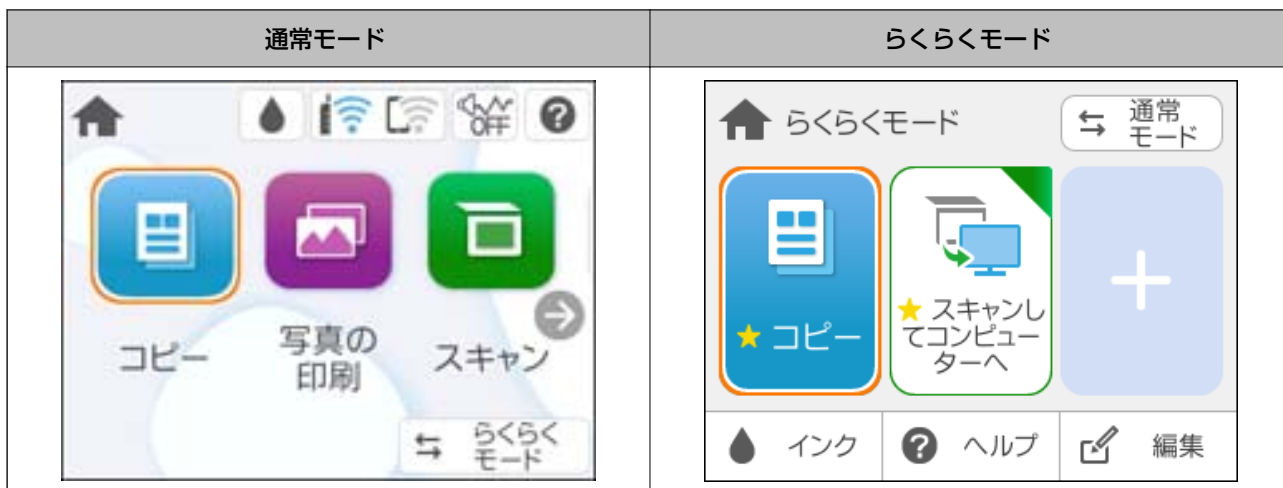 通常モード
らくらくモード
OFF
?
コピー
写真の
印刷
スキャン
らくらく
モード
らくらくモード
通常
モード
コピー
スキャンし
てコンピュー
ターへ
インク
?
ヘルプ
編集